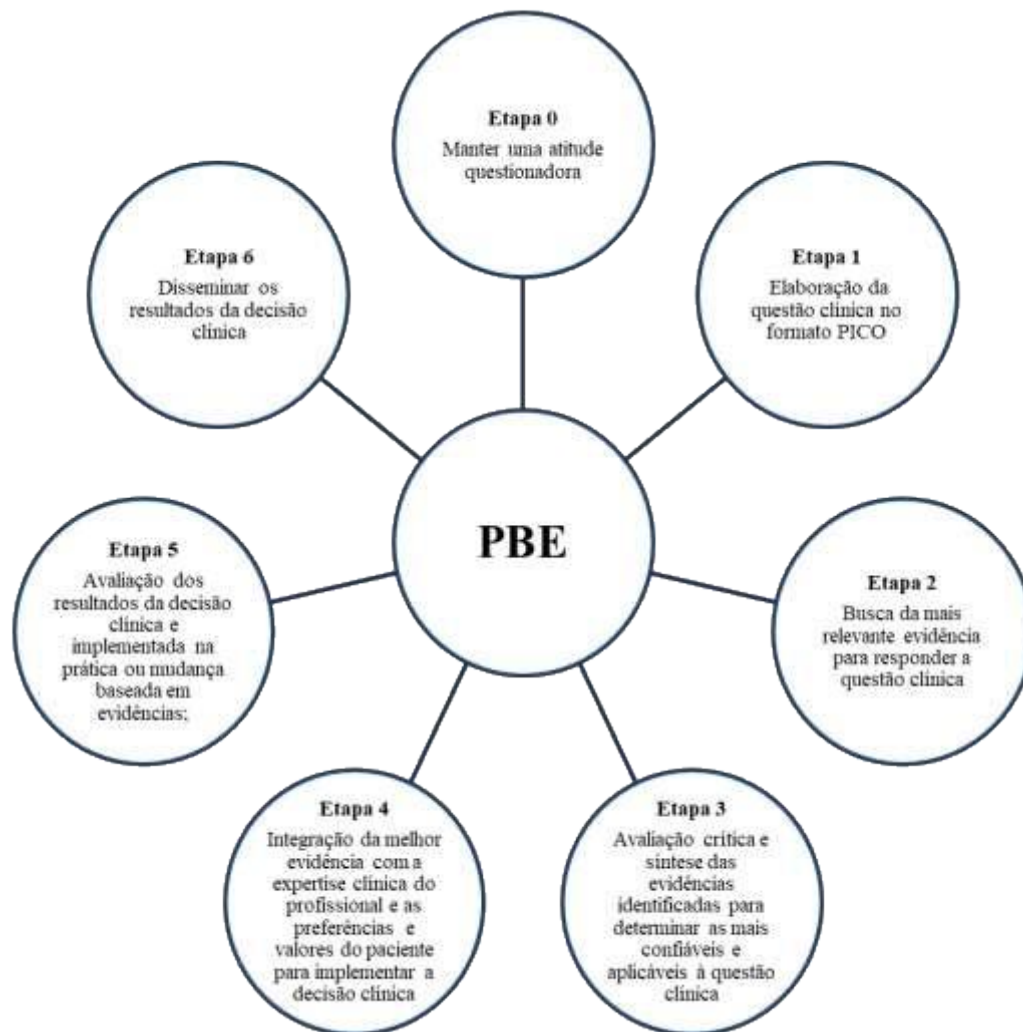 Etapa 0
Manter uma atitude
questionadora
Etapa 1
Elaboração da
questão clínica no
formato PICO
Etapa 2
Busca da mais
relevante evidência
para responder a
questão clínica
Etapa 3
Avaliação crítica e
síntese das
evidências
identificadas para
determinar as mais
confiáveis e
aplicáveis à questão
clínica
Etapa 4
Integração da melhor
evidência com a
expertise clínica do
profissional e as
preferências e
valores do paciente
para implementar a
decisão clínica
Etapa 5
Avaliação dos
resultados da decisão
clínica e
implementada na
prática ou mudança
baseada em
evidências;
Etapa 6
Disseminar os
resultados da decisão
clínica
PBE